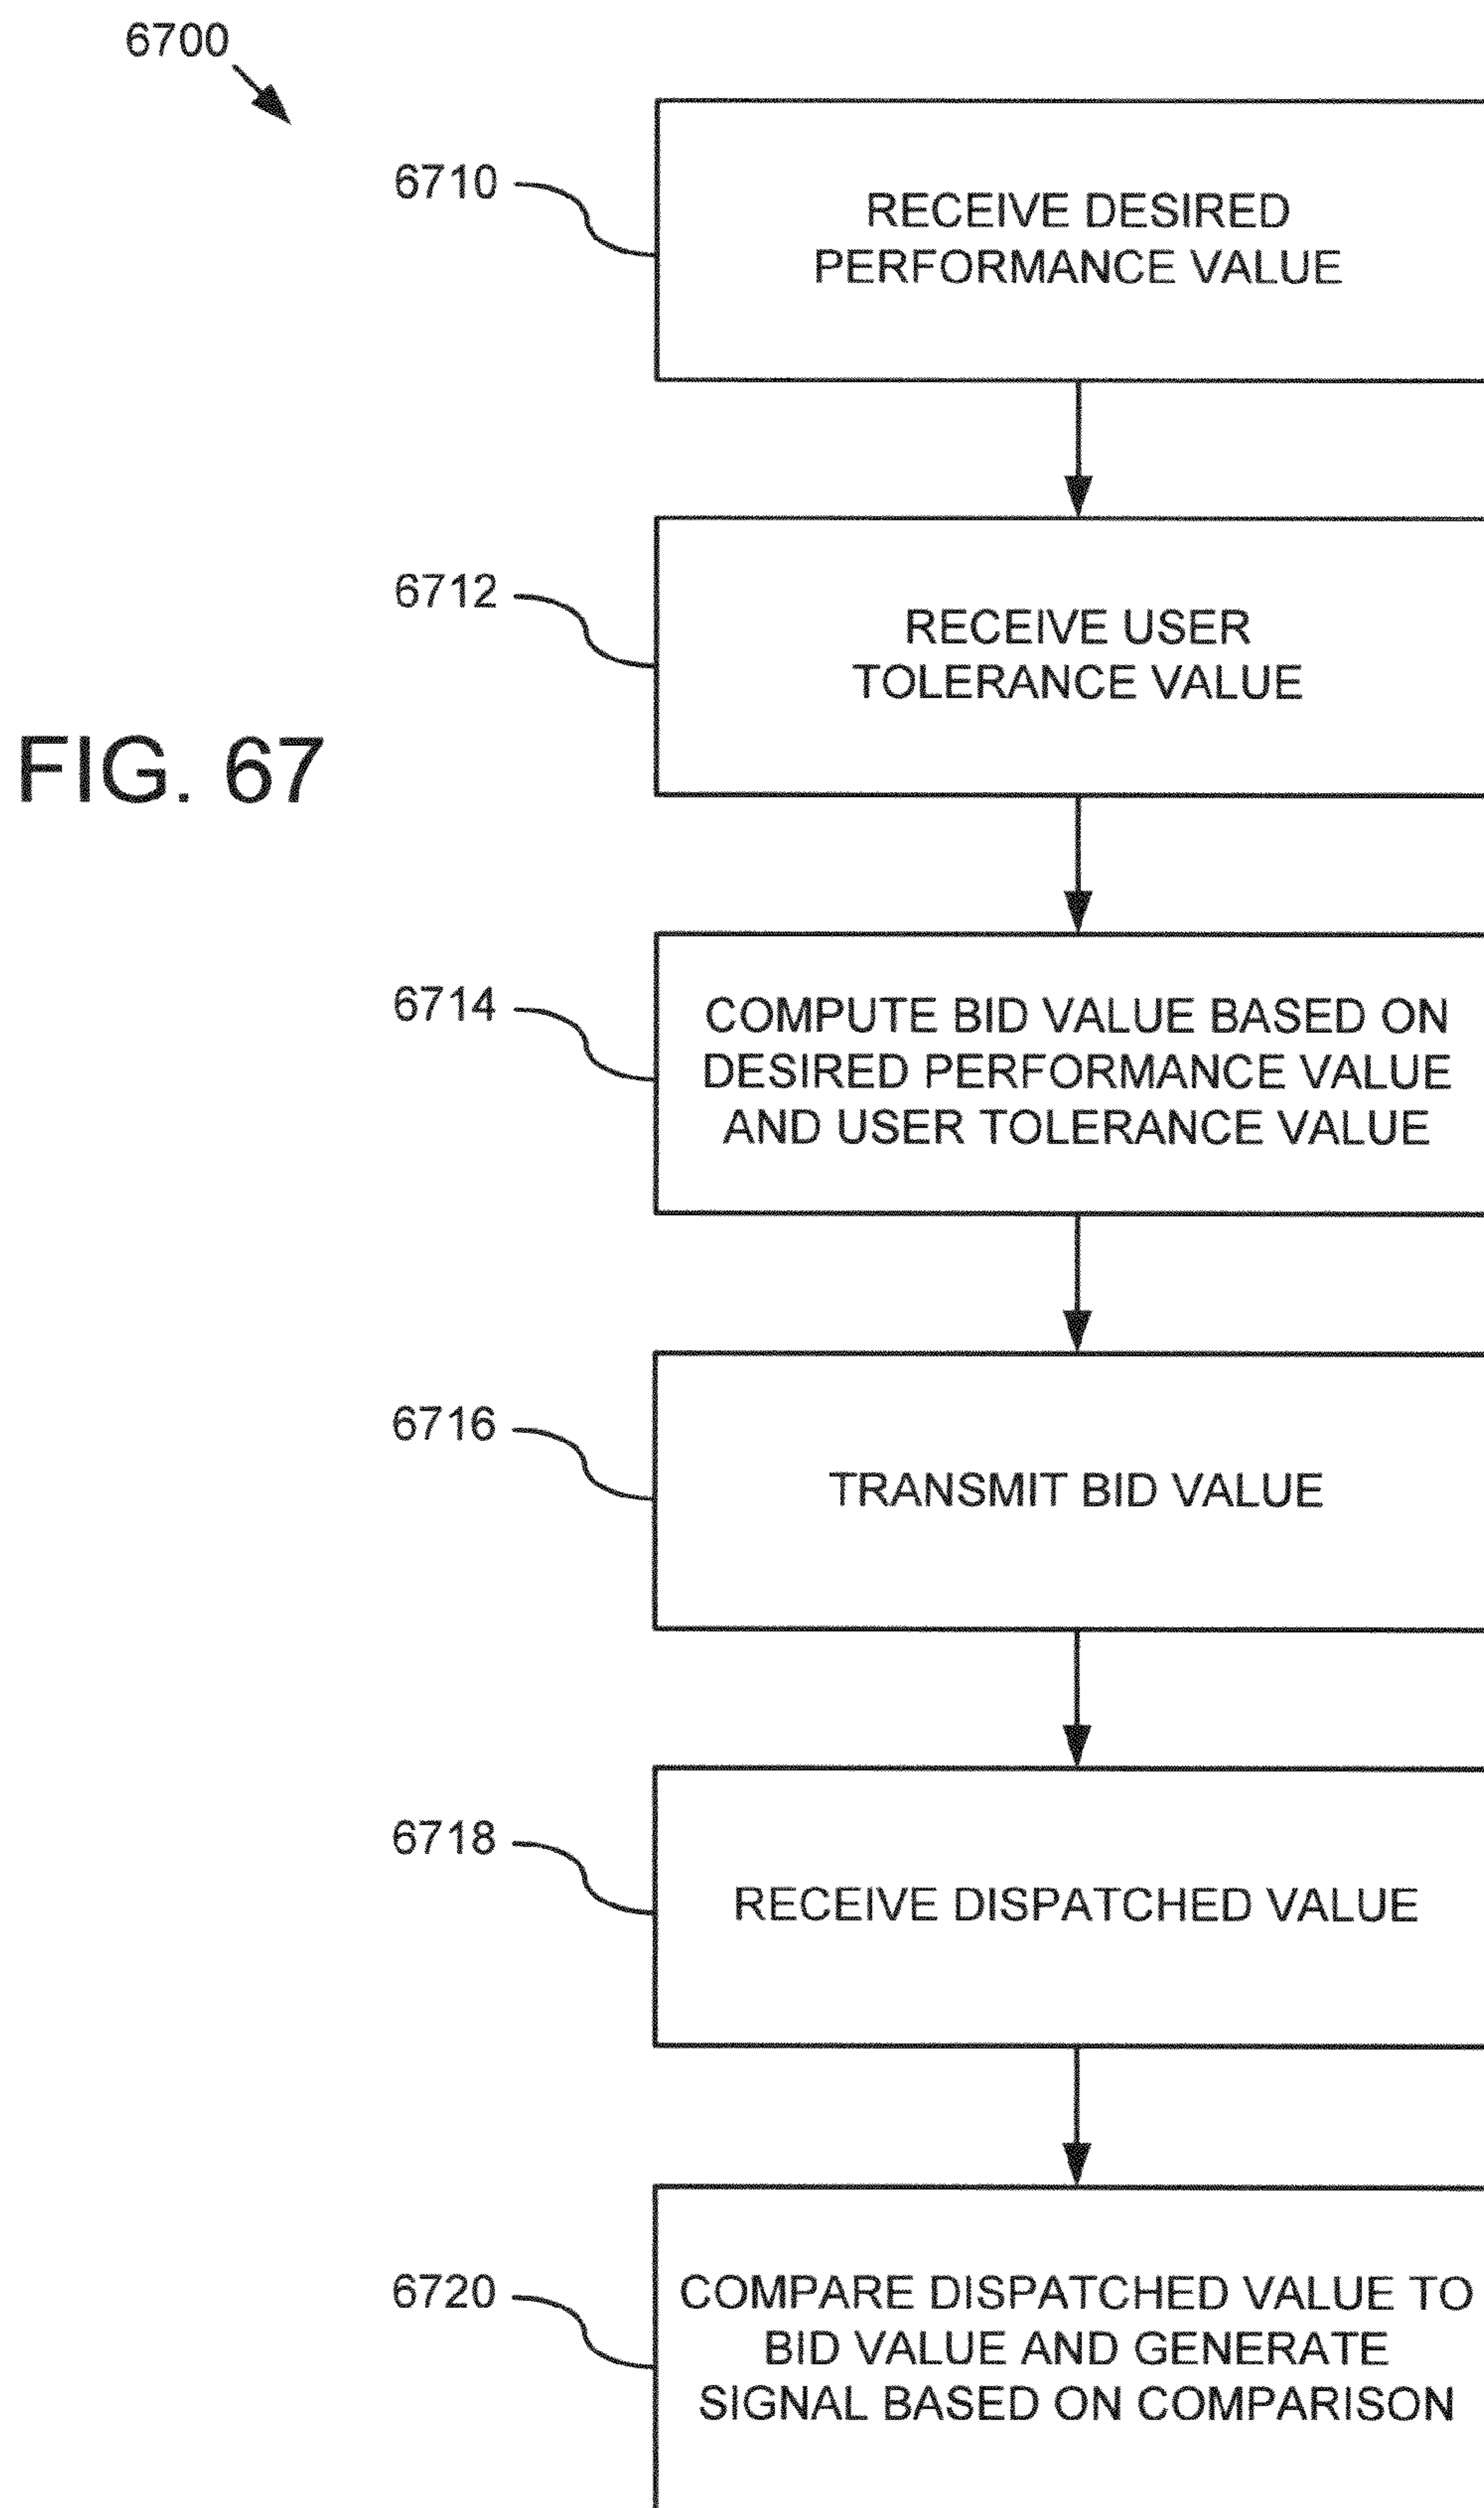 6700
6710
RECEIVE DESIRED
PERFORMANCE VALUE
6712
RECEIVE USER
TOLERANCE VALUE
FIG. 67
6714
COMPUTE BID VALUE BASED ON
DESIRED PERFORMANCE VALUE
AND USER TOLERANCE VALUE
6716
TRANSMIT BID VALUE
6718
RECEIVE DISPATCHED VALUE
6720
COMPARE DISPATCHED VALUE TO
BID VALUE AND GENERATE
SIGNAL BASED ON COMPARISON